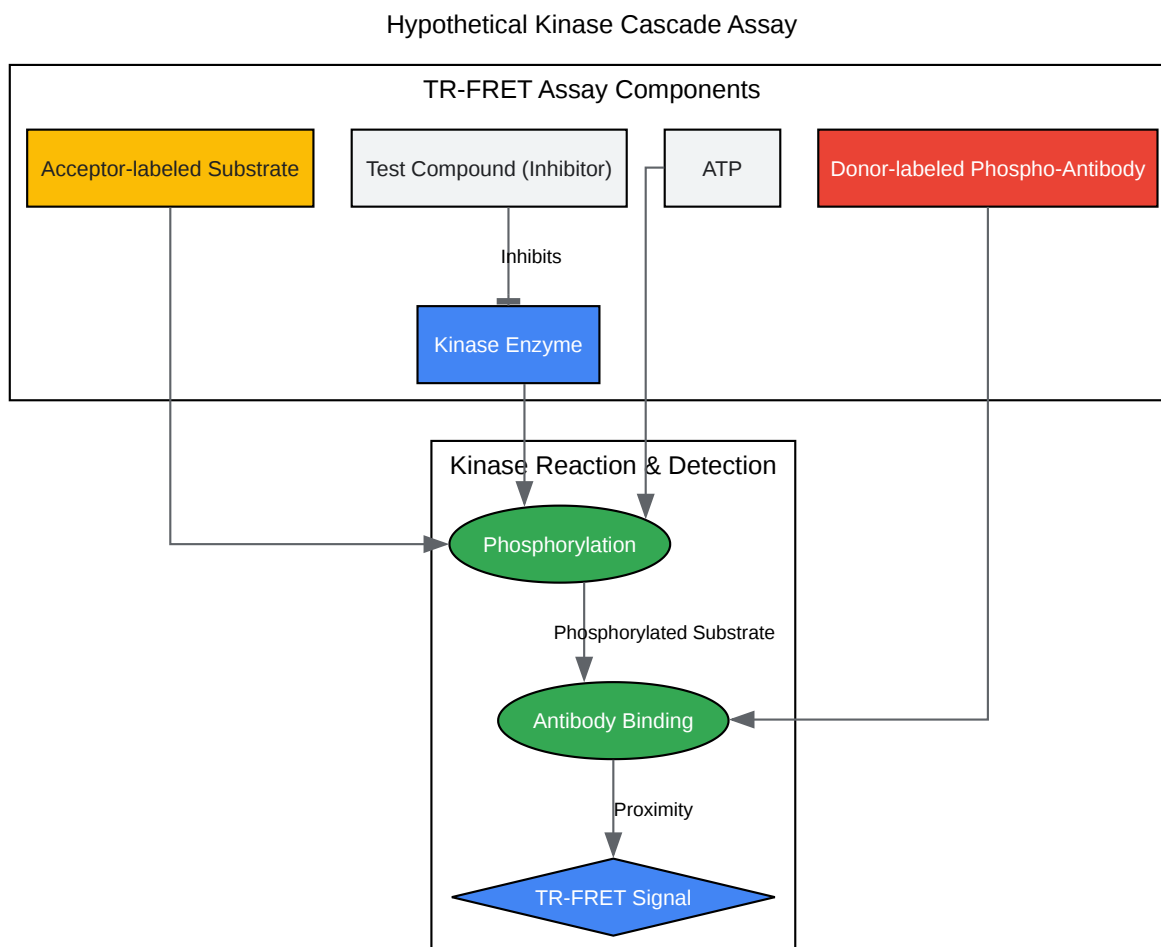 Hypothetical Kinase Cascade Assay
TR-FRET Assay Components
Acceptor-labeled Substrate
Test Compound (Inhibitor)
ATP
Donor-labeled Phospho-Antibody
Inhibits
Kinase Enzyme
Kinase Reaction & Detection
Phosphorylation
Phosphorylated Substrate
Antibody Binding
Proximity
TR-FRET Signal